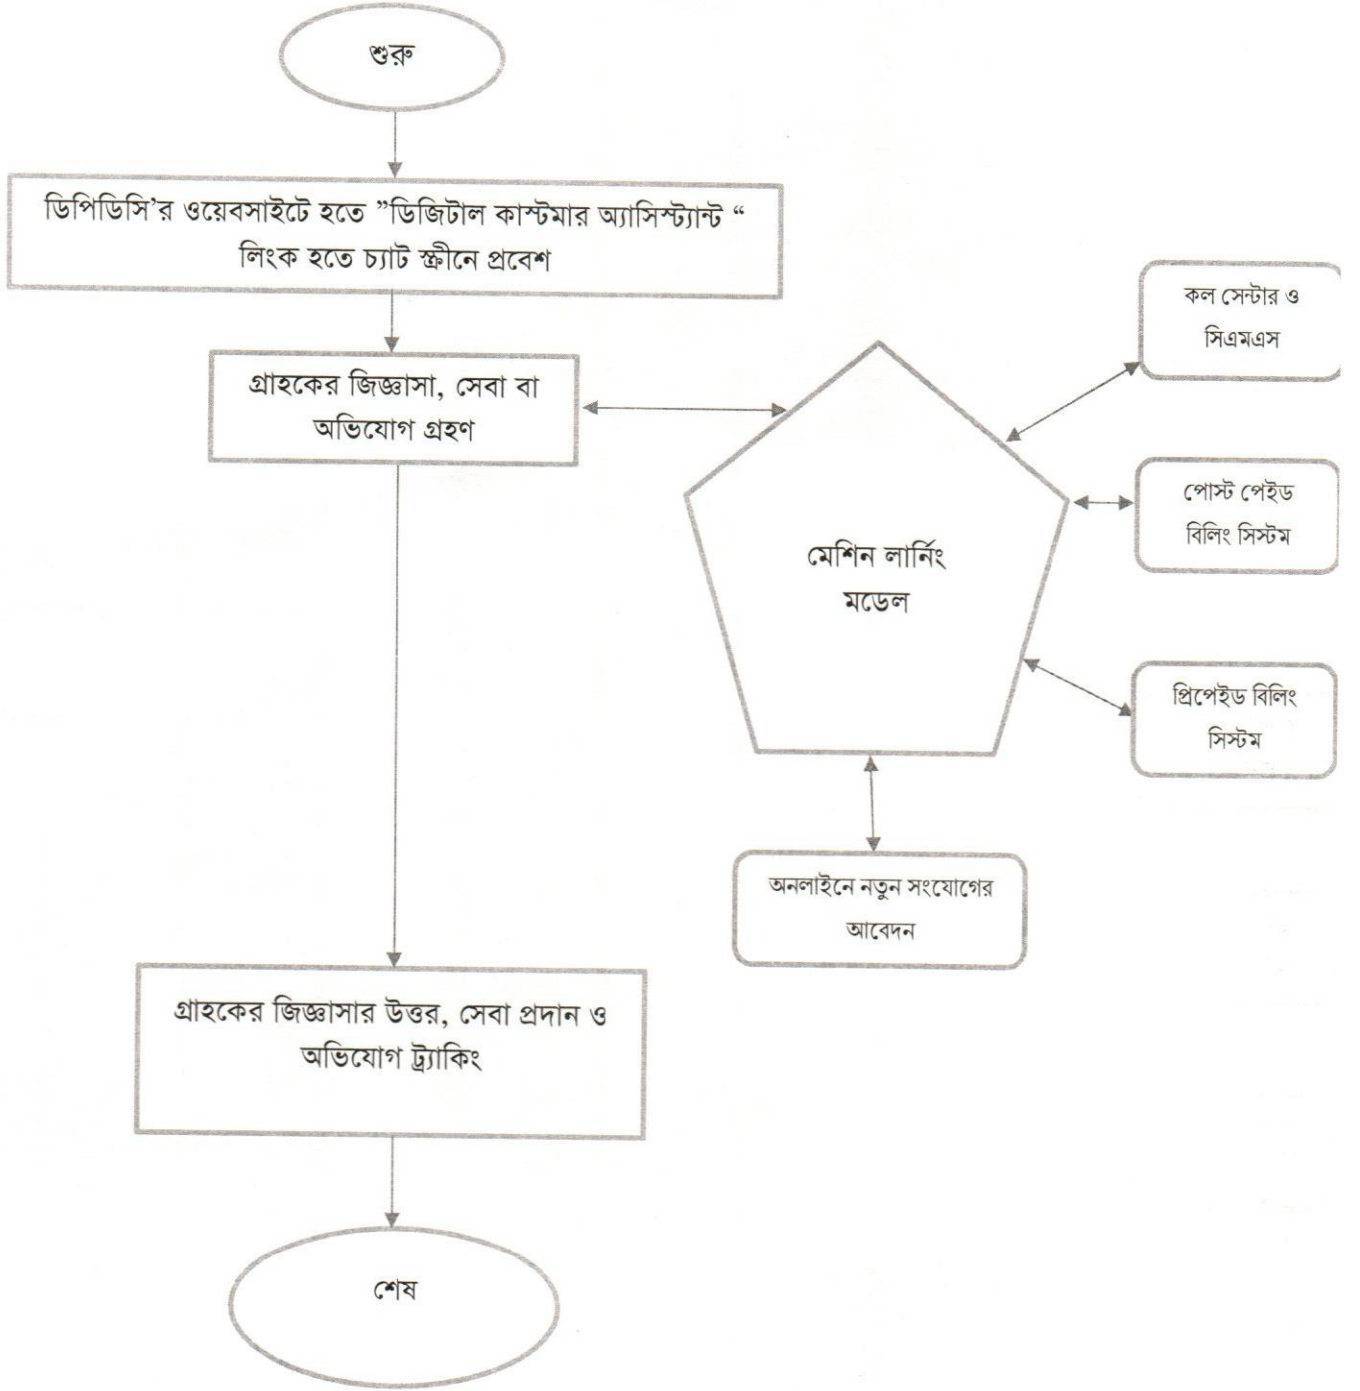 শুরু
ডিপিডিসি’র ওয়েবসাইটে হতে ”ডিজিটাল কাস্টমার অ্যাসিস্ট্যান্ট “
লিংক হতে চ্যাট স্ক্রীনে প্রবেশ
কল সেন্টার ও
সিএমএস
গ্রাহকের জিজ্ঞাসা, সেবা বা
অভিযোগ গ্রহণ
পোস্ট পেইড
বিলিং সিস্টম
মেশিন লার্নিং
মডেল
প্রিপেইড বিলিং
সিস্টম
অনলাইনে নতুন সংযোগের
আবেদন
গ্রাহকের জিজ্ঞাসার উত্তর, সেবা প্রদান ও
অভিযোগ ট্র্যাকিং
শেষ